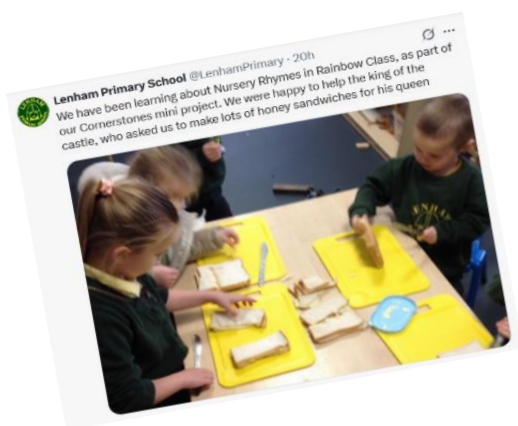 Lenham Primary School @LenhamPrimary · 20h
We have been learning about Nursery Rhymes in Rainbow Class, as part of
our Cornerstones mini project. We were happy to help the king of the
castle, who asked us to make lots of honey sandwiches for his queen
LENHAM